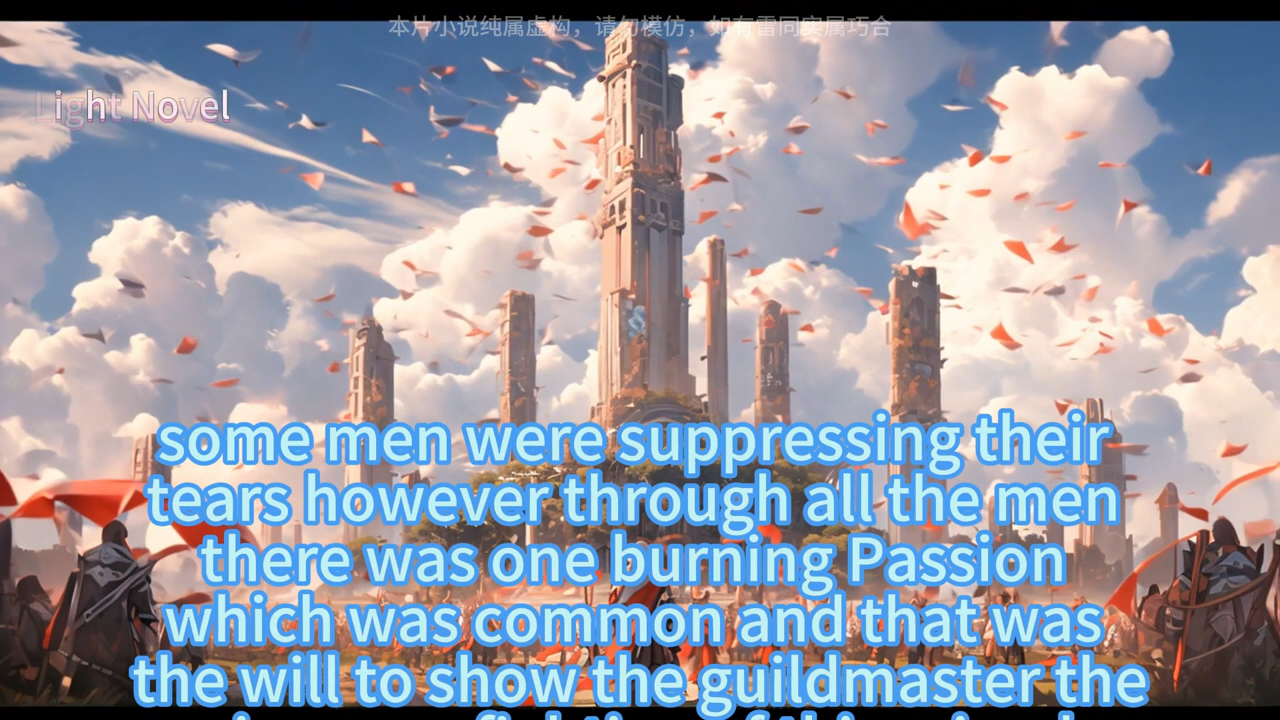 本片小说纯属虚构，请勿模仿，如有雷同实属巧合
Light Novel
some men were suppressing their
tears however through all the men
there was one burning Passion
which was common and that was
the will to show the guildmaster the